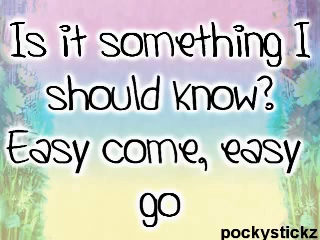 Is it something I
should know?
Easy come, easy
go
pockystickz